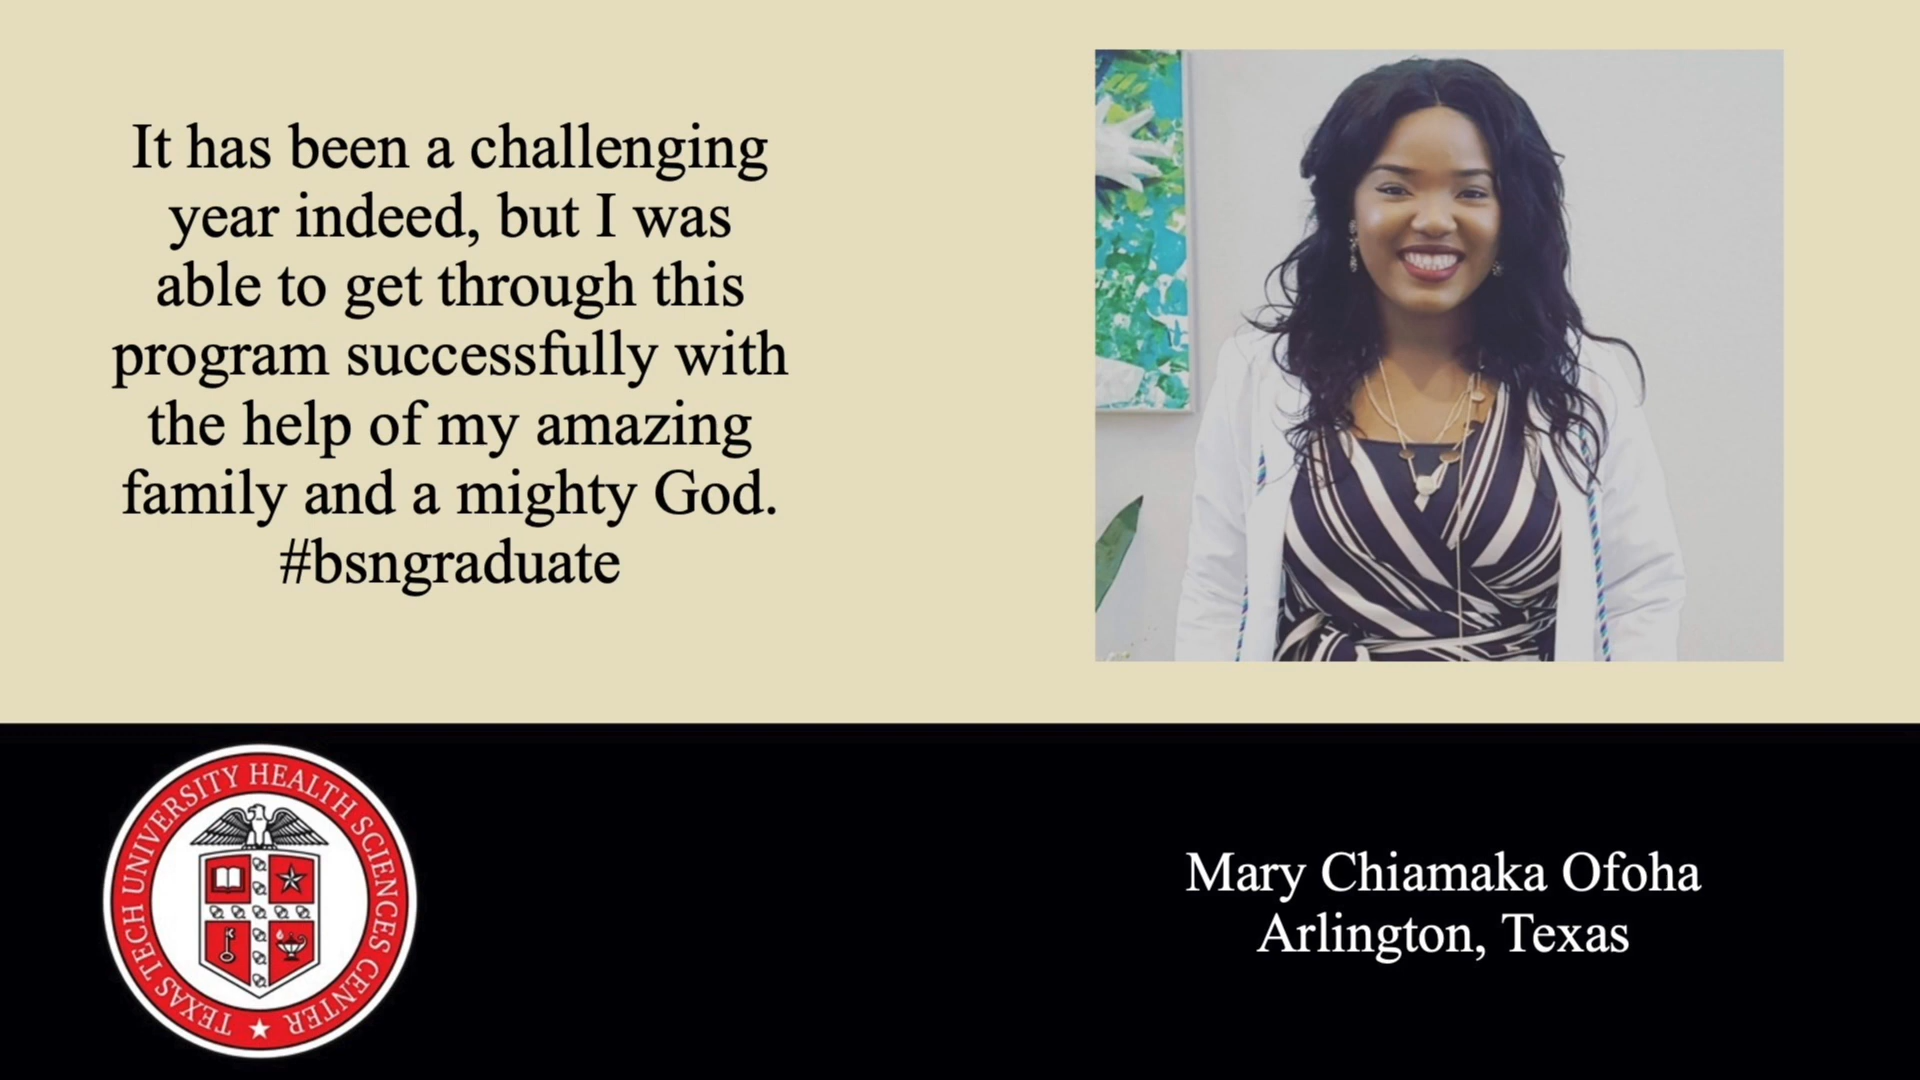 It has been a challenging
year indeed, but I was
able to get through this
program successfully with
the help of my amazing
family and a mighty God.
#bsngraduate
TEXAS TECH UNIVERSITY HEALTH SCIENCES CENTER
Mary Chiamaka Ofoha
Arlington, Texas